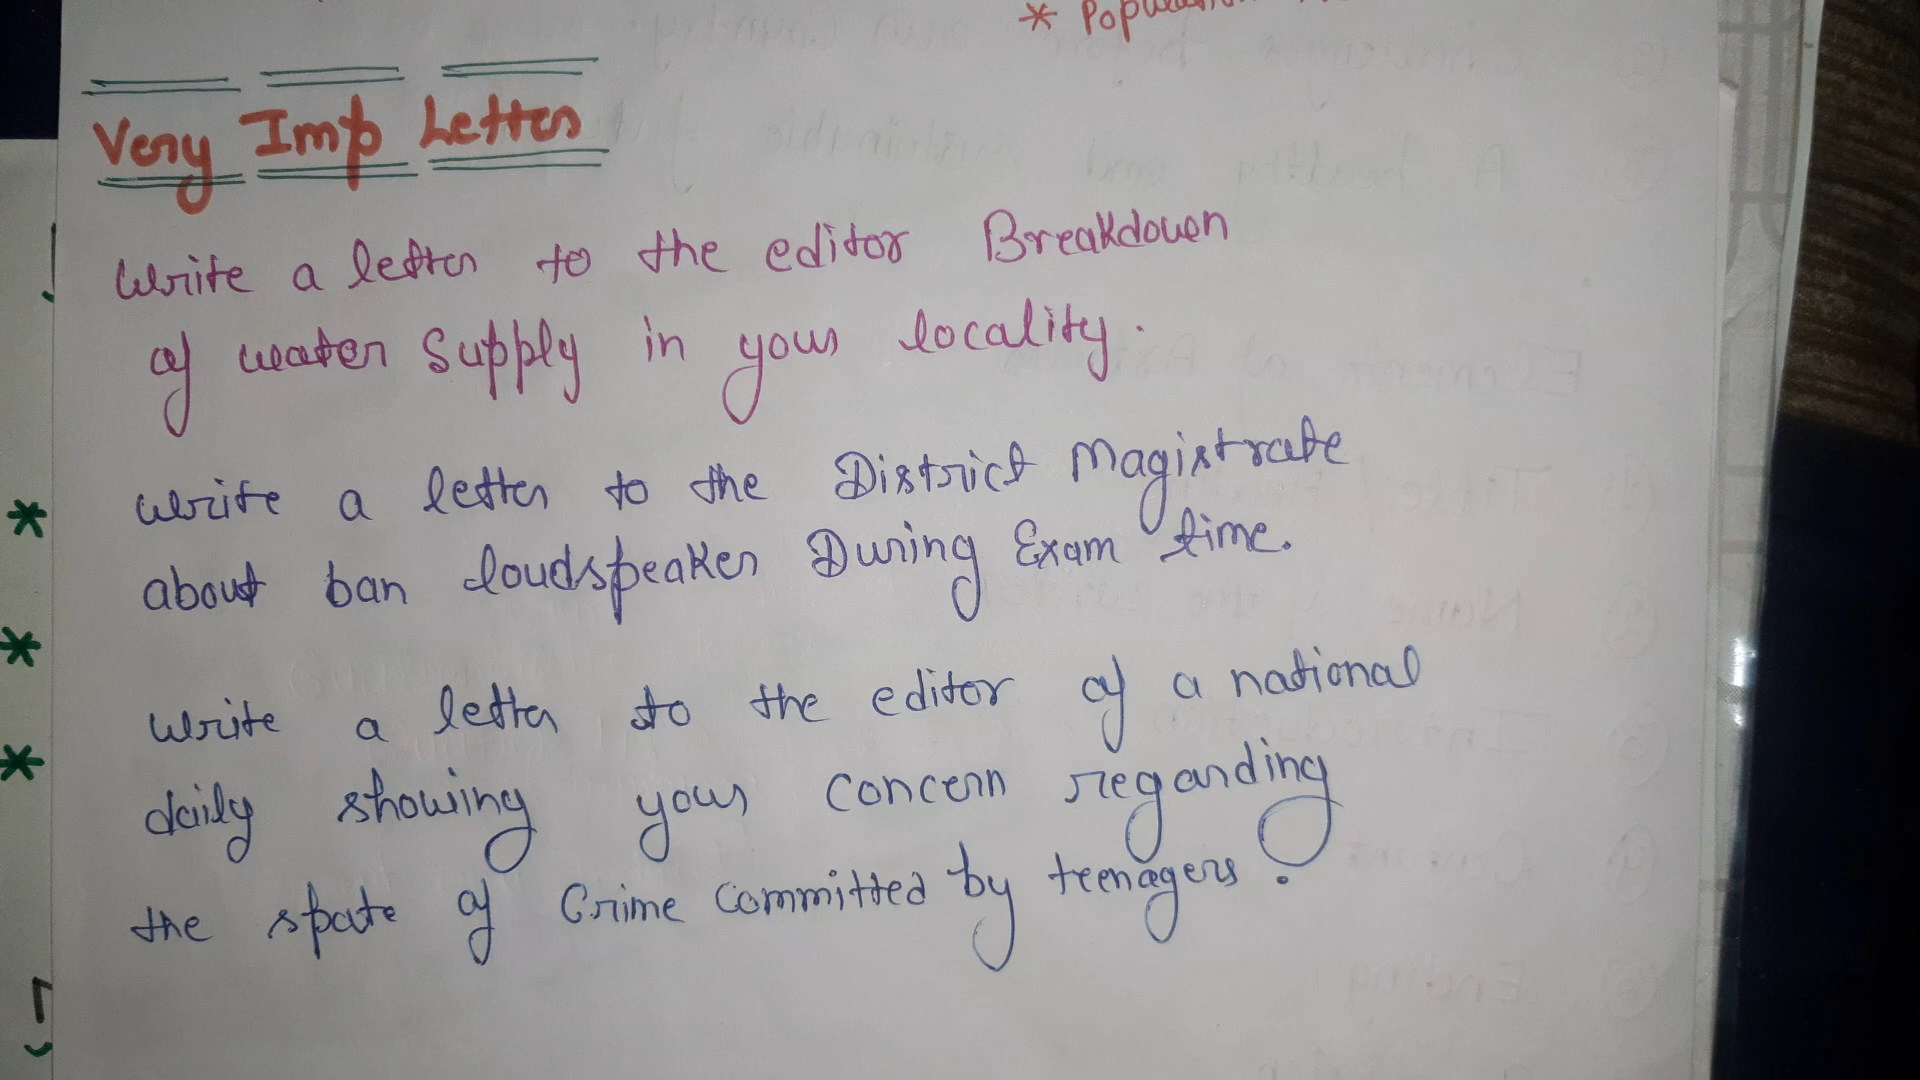 * Population
Very Imp Letter
Write a letter to the editor Breakdown
of water Supply in your locality.
Write a letter to the District Magistrate
about ban loudspeaker During Exam time.
Write a letter to the editor of a national
daily showing your concern regarding
the spate of Crime Committed by teenagers.